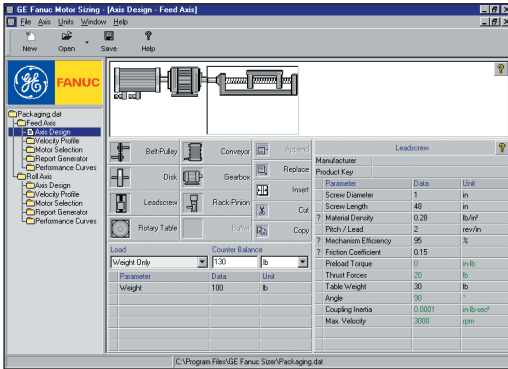 GE Fanuc Motor Sizing - [Axis Design - Feed Axis]
File Axis Units Window Help
New Open Save Help
GE FANUC
Packaging.dat
Feed Axis
Axis Design
Velocity Profile
Motor Selection
Report Generator
Performance Curves
Roll Axis
Axis Design
Velocity Profile
Motor Selection
Report Generator
Performance Curves
Belt-Pulley Conveyor Append
Disk Gearbox Replace
Insert
Leadscrew Rack-Pinion Cut
Rotary Table Buffer Copy
Load Counter Balance
Weight Only 130 lb
Parameter Data Unit
Weight 100 lb
Leadscrew ?
Manufacturer
Product Key
Parameter Data Unit
Screw Diameter 1 in
Screw Length 48 in
? Material Density 0.28 lb/in³
Pitch / Lead 2 rev/in
? Mechanism Efficiency 95 %
? Friction Coefficient 0.15
Preload Torque 0 in-lb
Thrust Forces 20 lb
Table Weight 30 lb
Angle 90 °
Coupling Inertia 0.0001 in-lb-sec²
Max. Velocity 3000 rpm
C:\Program Files\GE Fanuc Sizer\Packaging.dat